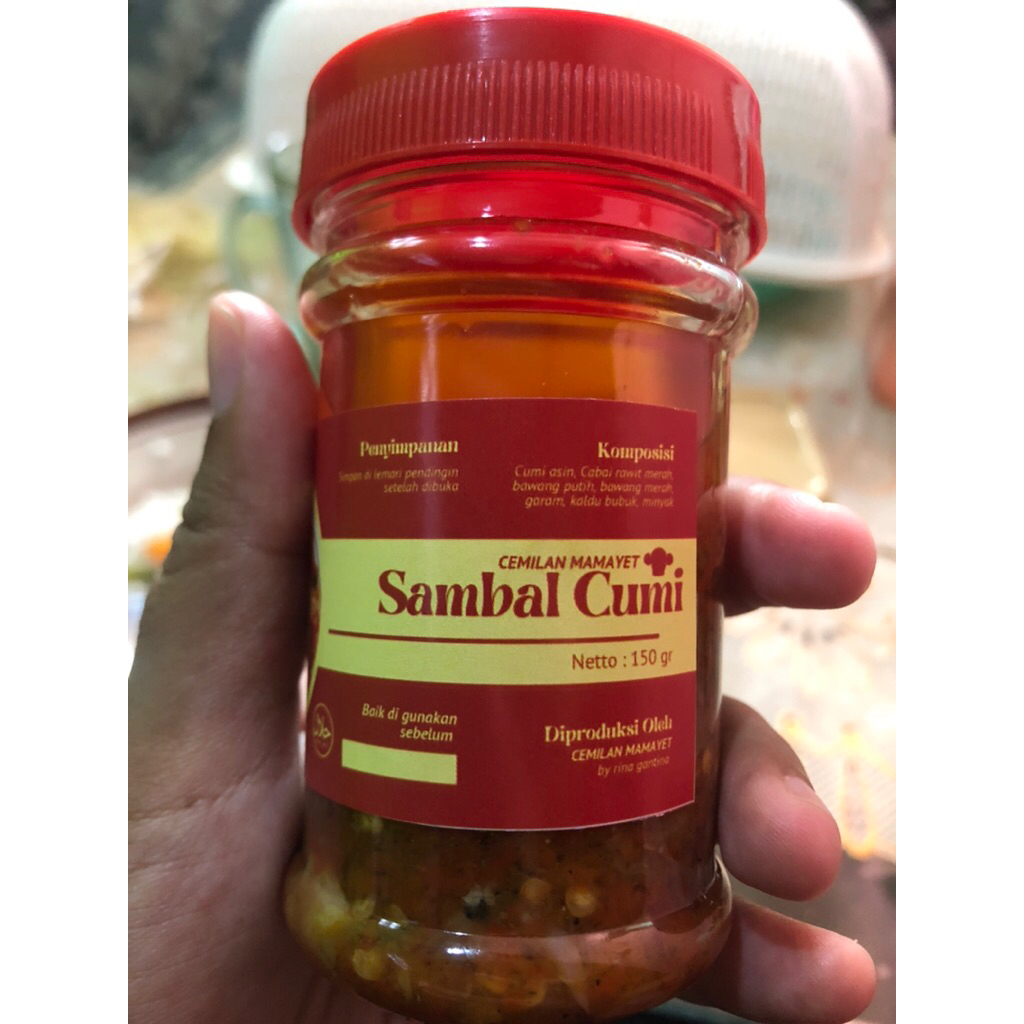 Penyimpanan
Simpan di lemari pendingin
setelah dibuka
Komposisi
Cumi asin, Cabai rawit merah,
bawang putih, bawang merah,
garam, kaldu bubuk, minyak
CEMILAN MAMAYET
Sambal Cumi
Netto : 150 gr
Baik di gunakan
sebelum
Diproduksi Oleh
CEMILAN MAMAYET
by rina gantina
حلال